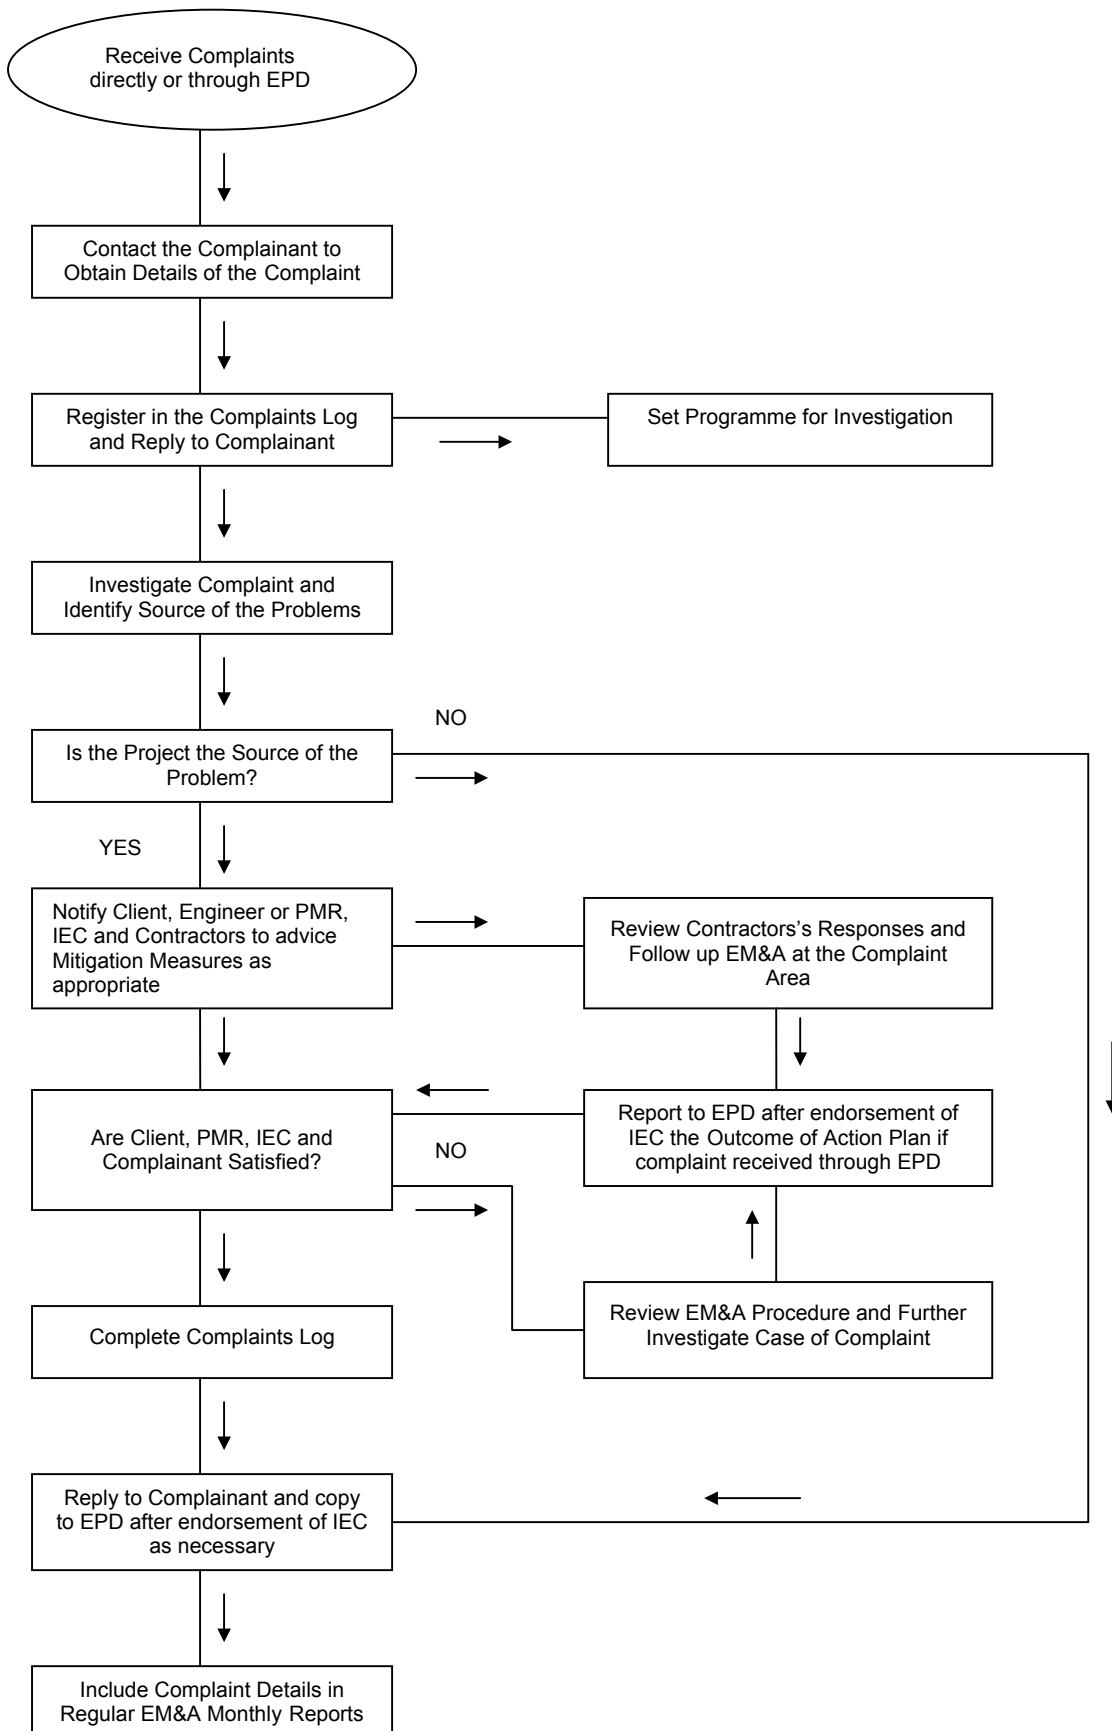 Receive Complaints
directly or through EPD
Contact the Complainant to
Obtain Details of the Complaint
Register in the Complaints Log
and Reply to Complainant
Set Programme for Investigation
Investigate Complaint and
Identify Source of the Problems
NO
Is the Project the Source of the
Problem?
YES
Notify Client, Engineer or PMR,
IEC and Contractors to advice
Mitigation Measures as
appropriate
Review Contractors's Responses and
Follow up EM&A at the Complaint
Area
Are Client, PMR, IEC and
Complainant Satisfied?
NO
Report to EPD after endorsement of
IEC the Outcome of Action Plan if
complaint received through EPD
Complete Complaints Log
Review EM&A Procedure and Further
Investigate Case of Complaint
Reply to Complainant and copy
to EPD after endorsement of IEC
as necessary
Include Complaint Details in
Regular EM&A Monthly Reports